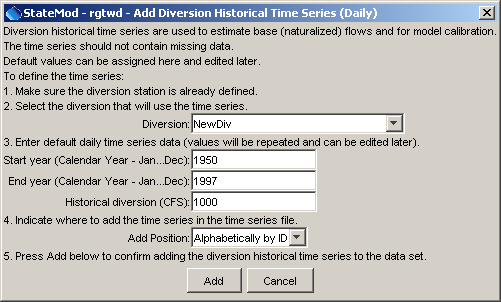 StateMod - rgtwd - Add Diversion Historical Time Series (Daily)
Diversion historical time series are used to estimate base (naturalized) flows and for model calibration.
The time series should not contain missing data.
Default values can be assigned here and edited later.
To define the time series:
1. Make sure the diversion station is already defined.
2. Select the diversion that will use the time series.
Diversion: NewDiv
3. Enter default daily time series data (values will be repeated and can be edited later).
Start year (Calendar Year - Jan...Dec): 1950
End year (Calendar Year - Jan...Dec): 1997
Historical diversion (CFS): 1000
4. Indicate where to add the time series in the time series file.
Add Position: Alphabetically by ID
5. Press Add below to confirm adding the diversion historical time series to the data set.
Add Cancel